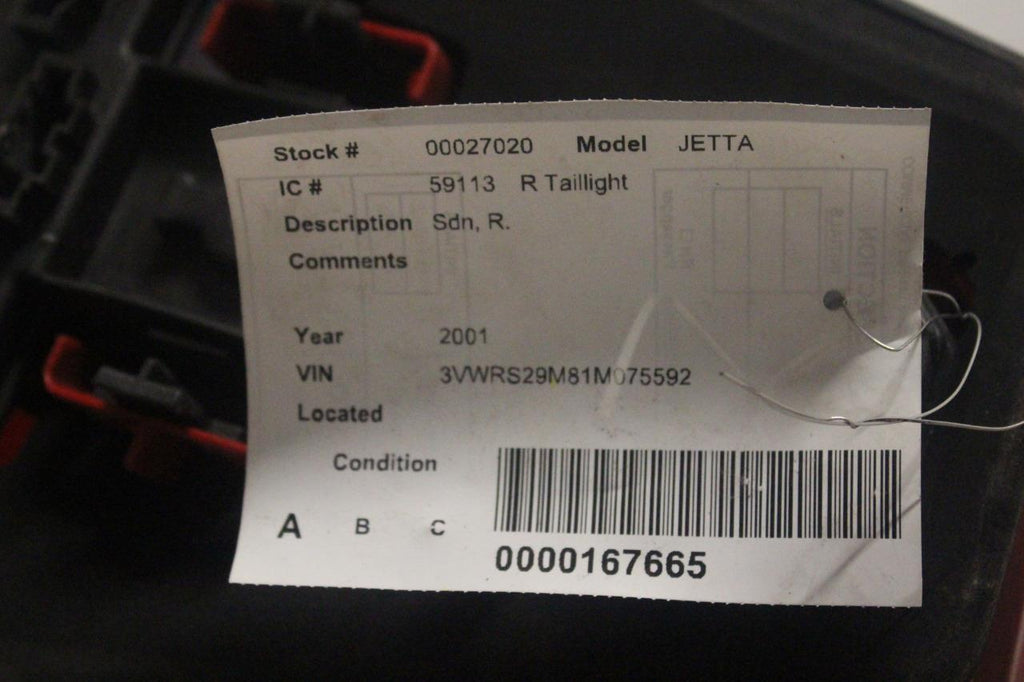 Stock # 00027020 Model JETTA
IC # 59113 R Taillight
Description Sdn, R.
Comments
Year 2001
VIN 3VWRS29M81M075592
Located
Condition
A B C
0000167665